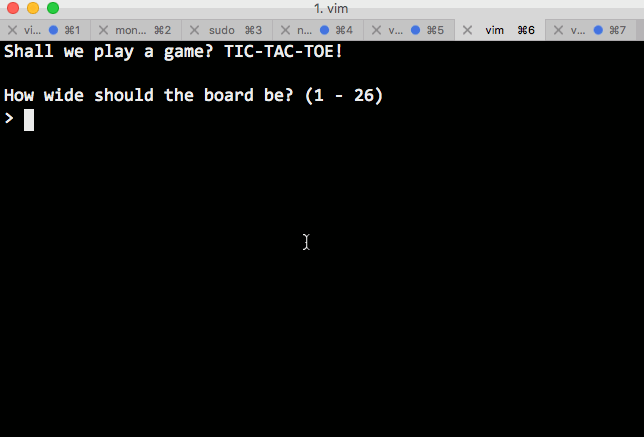 1. vim
vi... ⌘1 mon... ⌘2 sudo ⌘3 n... ⌘4 v... ⌘5 vim ⌘6 v... ⌘7
Shall we play a game? TIC-TAC-TOE!
How wide should the board be? (1 - 26)
>